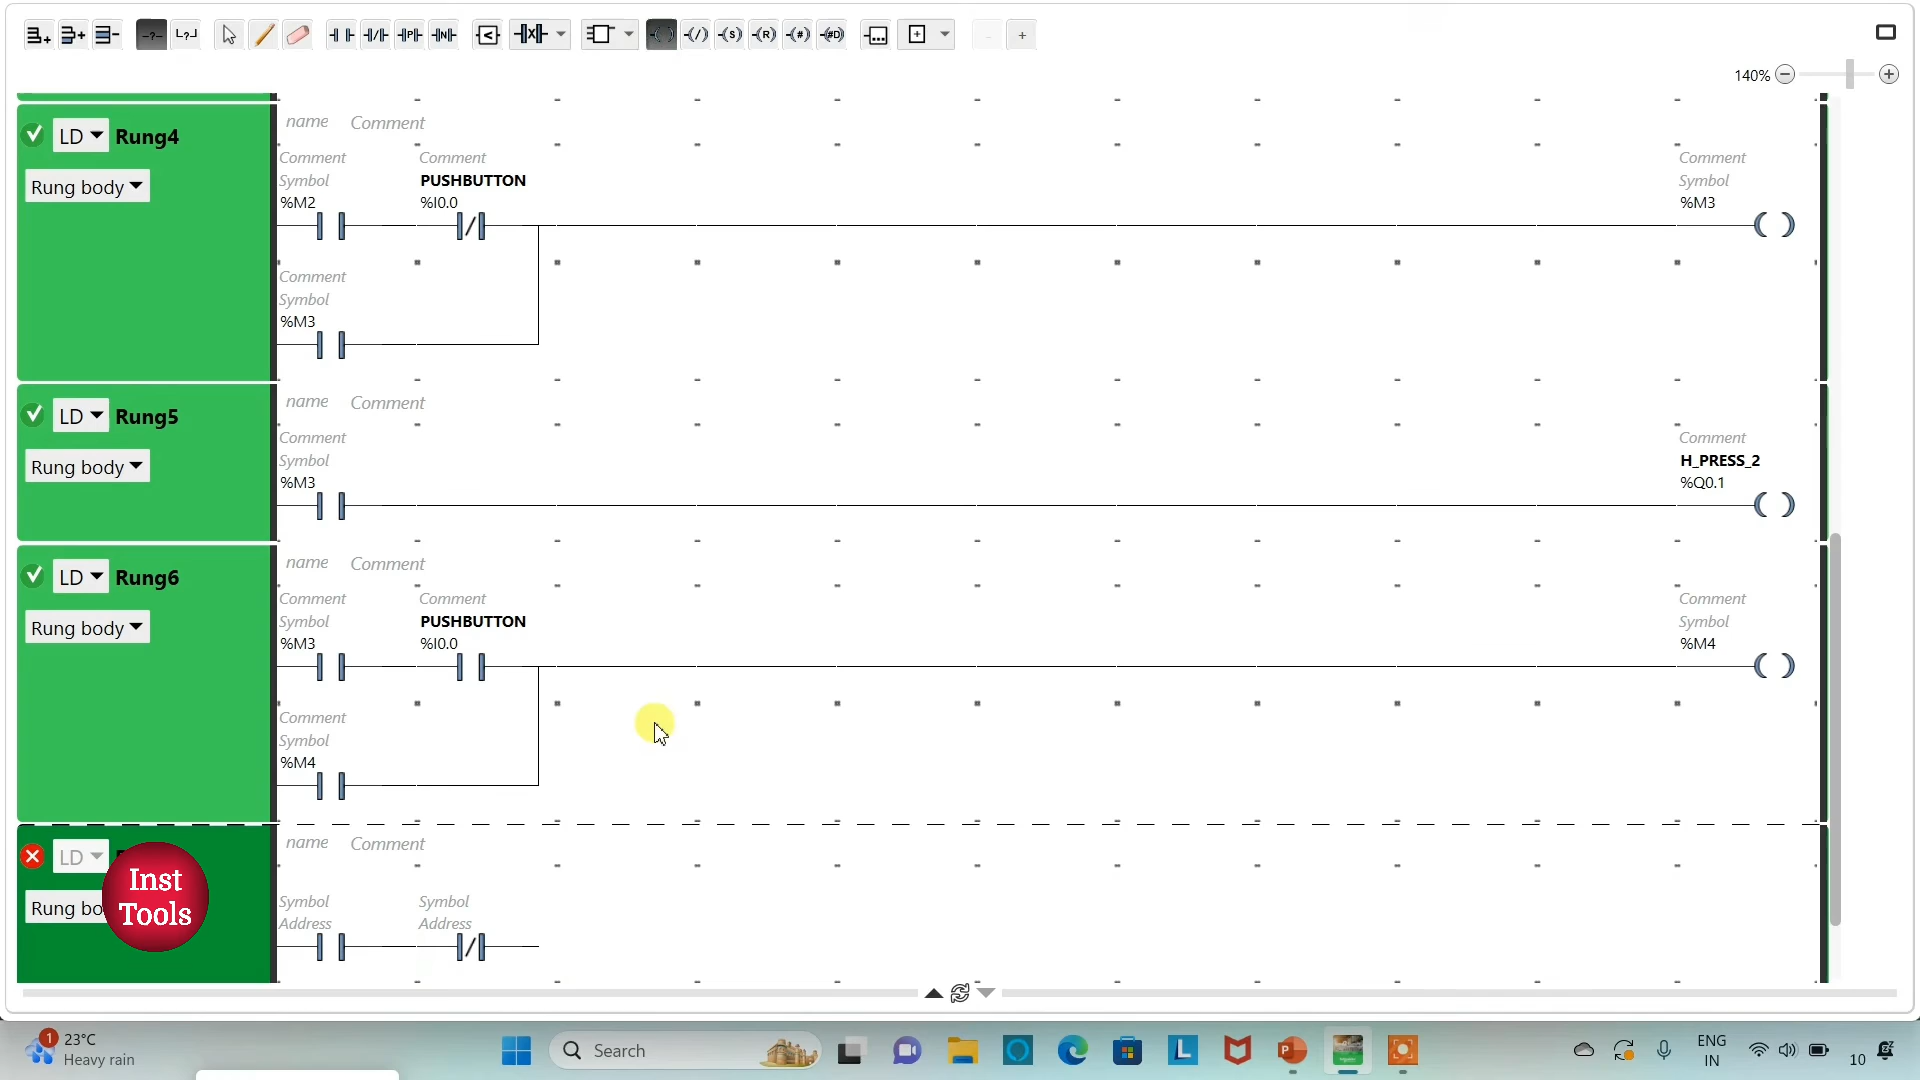 140%
LD
Rung4
name Comment
Rung body
Comment Comment Comment
Symbol PUSHBUTTON Symbol
%M2 %I0.0 %M3
Comment
Symbol
%M3
LD
Rung5
name Comment
Rung body
Comment Comment
Symbol H_PRESS_2
%M3 %Q0.1
LD
Rung6
name Comment
Rung body
Comment Comment Comment
Symbol PUSHBUTTON Symbol
%M3 %I0.0 %M4
Comment
Symbol
%M4
LD
name Comment
Rung bo
Inst
Tools
Symbol Symbol
Address Address
1
23°C
Heavy rain
Search
ENG
IN
10